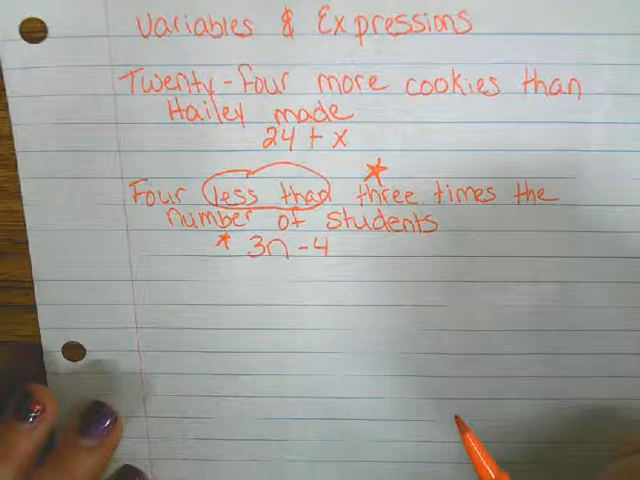 Variables & Expressions
Twenty-four more cookies than
Hailey made
24 + x
Four less than three times the
number of students
* 3n - 4